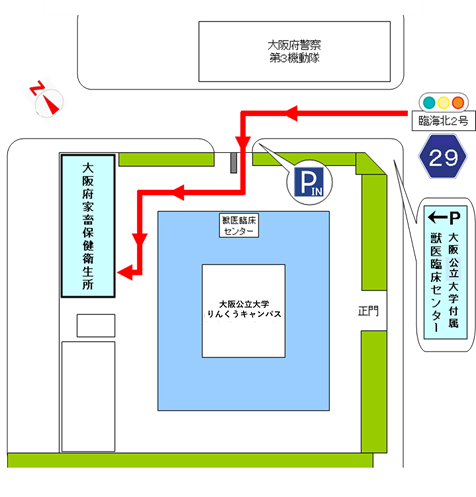 大阪府警察
第3機動隊
Z
臨海北2号
29
P
IN
大阪府家畜保健衛生所
獣医臨床
センター
←P
大阪公立大学付属
獣医臨床センター
大阪公立大学
りんくうキャンパス
正門